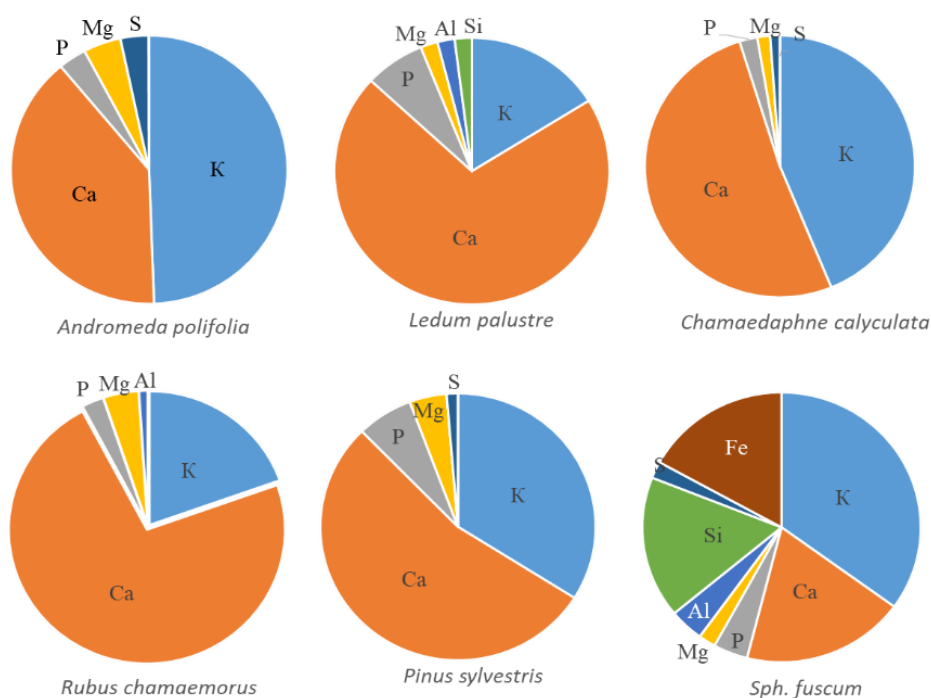 P
Mg
S
K
Ca
Andromeda polifolia
Mg
Al
Si
P
K
Ca
Ledum palustre
P
Mg
S
K
Ca
Chamaedaphne calyculata
P
Mg
Al
K
Ca
Rubus chamaemorus
S
Mg
P
K
Ca
Pinus sylvestris
Fe
S
K
Si
Ca
Al
P
Mg
Sph. fuscum